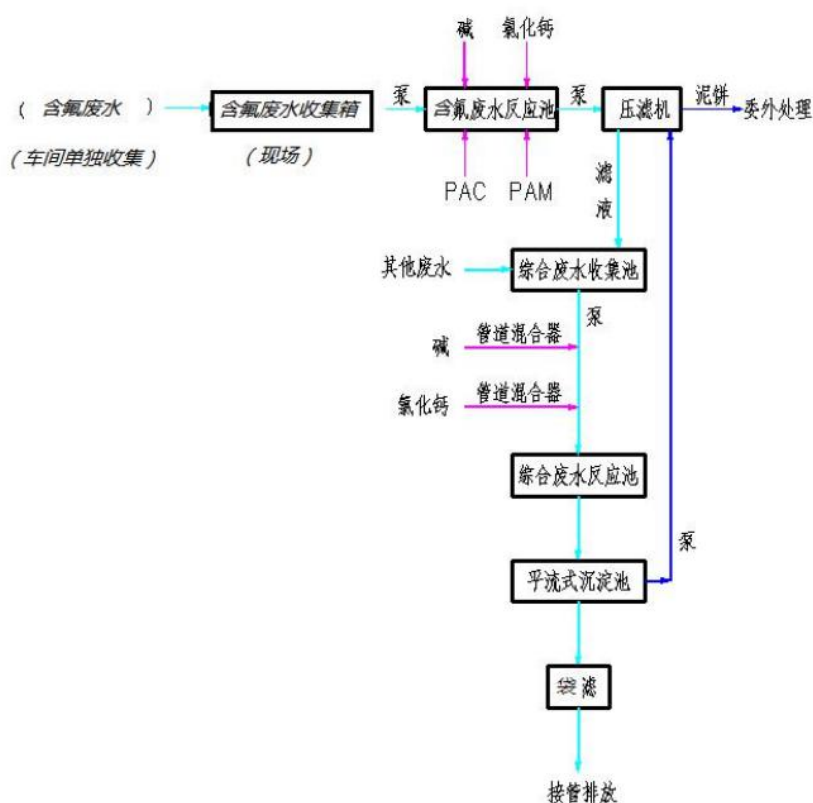 碱 氯化钙
（ 含氟废水 ） 含氟废水收集箱 泵 含氟废水反应池 泵 压滤机 泥饼 委外处理
（车间单独收集） （现场）
PAC PAM
滤液
其他废水 综合废水收集池
泵
碱 管道混合器
氯化钙 管道混合器
综合废水反应池
泵
平流式沉淀池
袋滤
接管排放